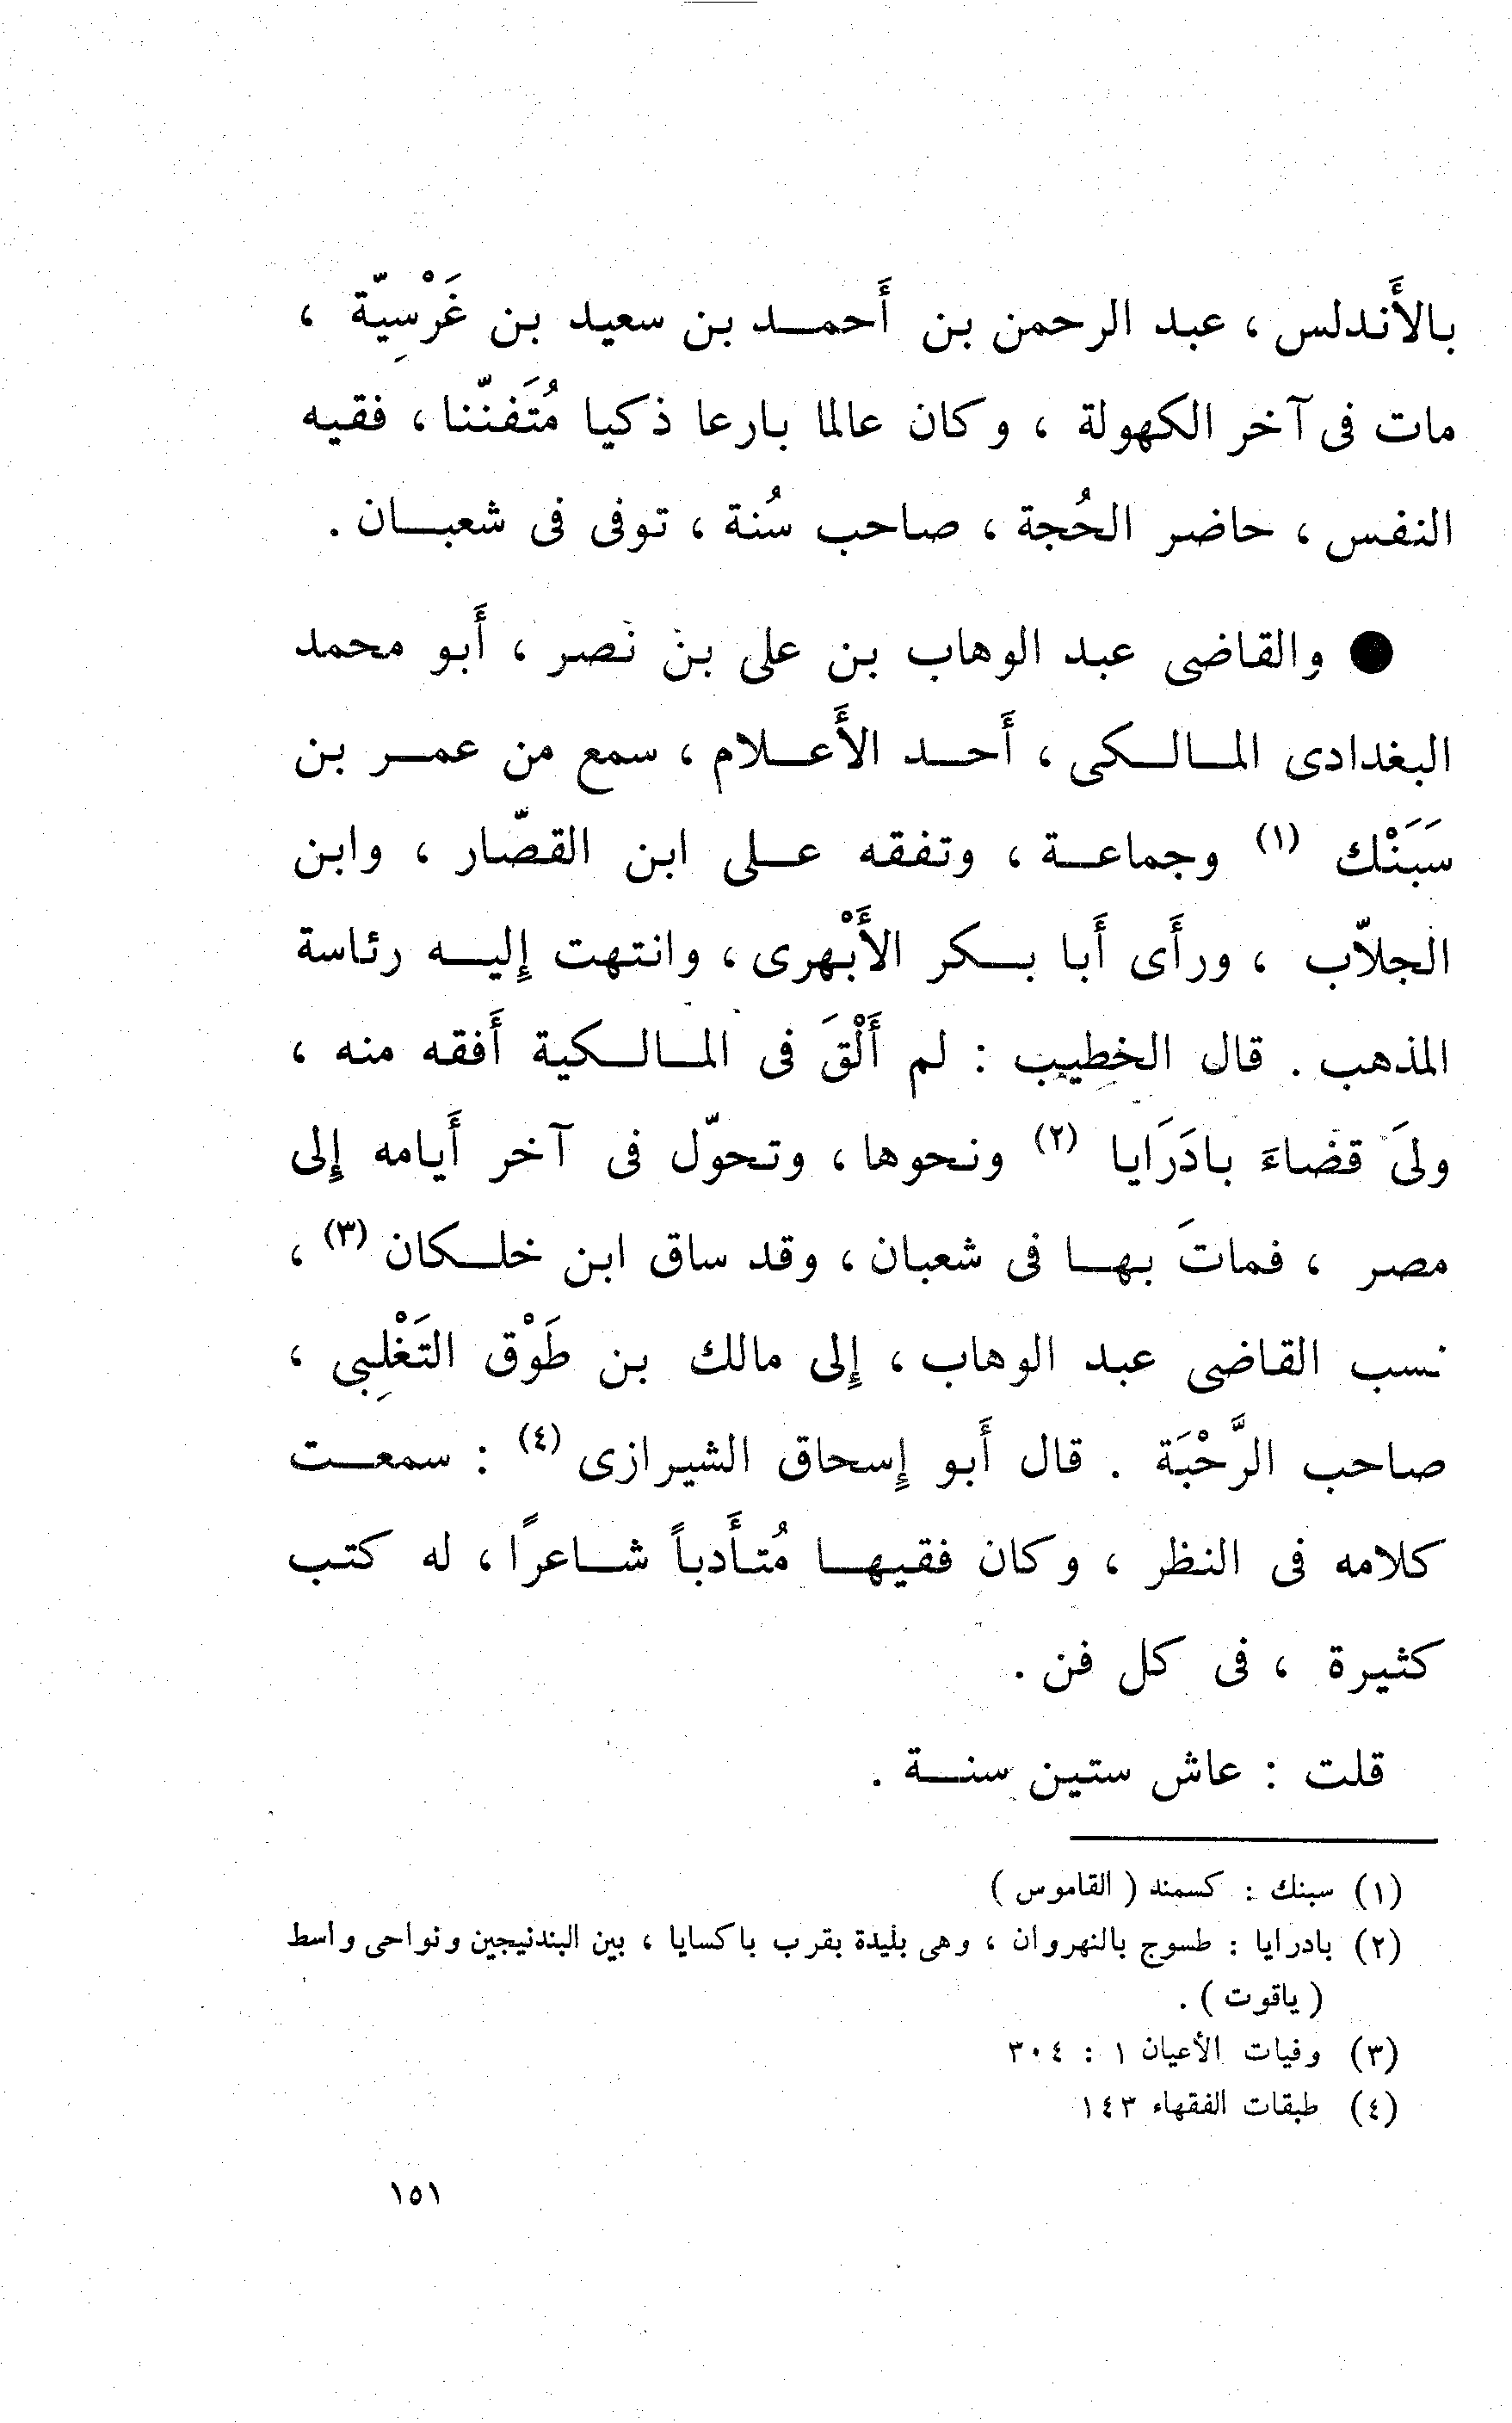 بالأَندلس ، عبد الرحمن بن أَحمد بن سعيد بن غَرْسِيّة ،
مات فى آخر الكهولة ، وكان عالما بارعا ذكيا مُتَفنّنا ، فقيه
النفس ، حاضر الحُجة ، صاحب سُنة ، توفى فى شعبان .
● والقاضى عبد الوهاب بن على بن نصر ، أَبو محمد
البغدادى المالكى ، أَحد الأَعلام ، سمع من عمر بن
سَبَنْك (١) وجماعة ، وتفقه على ابن القصّار ، وابن
الجلاّب ، ورأَى أَبا بكر الأَبْهرى ، وانتهت إِليه رئاسة
المذهب . قال الخطيب : لم أَلْقَ فى المالكية أَفقه منه ،
ولىَ قضاءَ بادَرَايا (٢) ونحوها ، وتحوّل فى آخر أَيامه إِلى
مصر ، فماتَ بها فى شعبان ، وقد ساق ابن خلكان (٣) ،
نسب القاضى عبد الوهاب ، إِلى مالك بن طَوْق التَغْلِبى ،
صاحب الرَّحْبَة . قال أَبو إِسحاق الشيرازى (٤) : سمعت
كلامه فى النظر ، وكان فقيها مُتأَدباً شاعرًا ، له كتب
كثيرة ، فى كل فن .
قلت : عاش ستين سنة .
(١) سبنك : كسمند ( القاموس )
(٢) بادرايا : طسوج بالنهروان ، وهى بليدة بقرب باكسايا ، بين البندنيجين ونواحى واسط
( ياقوت ) .
(٣) وفيات الأعيان ١ : ٣٠٤
(٤) طبقات الفقهاء ١٤٣
١٥١